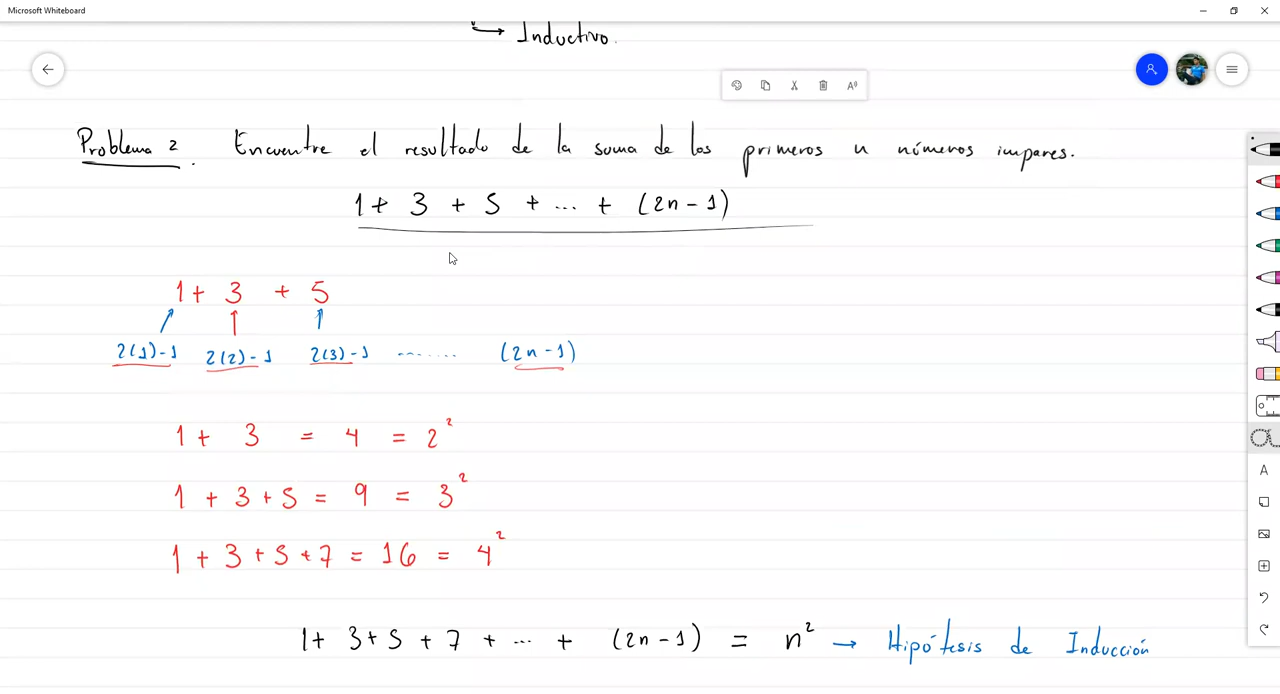 Microsoft Whiteboard
↳ Inductivo.
Problema 2. Encuentre el resultado de la suma de los primeros n números impares.
1 + 3 + 5 + ... + (2n - 1)
1 + 3 + 5
2(1)-1 2(2)-1 2(3)-1 ........ (2n-1)
1 + 3 = 4 = 2²
1 + 3 + 5 = 9 = 3²
1 + 3 + 5 + 7 = 16 = 4²
1 + 3 + 5 + 7 + ... + (2n - 1) = n² → Hipótesis de Inducción